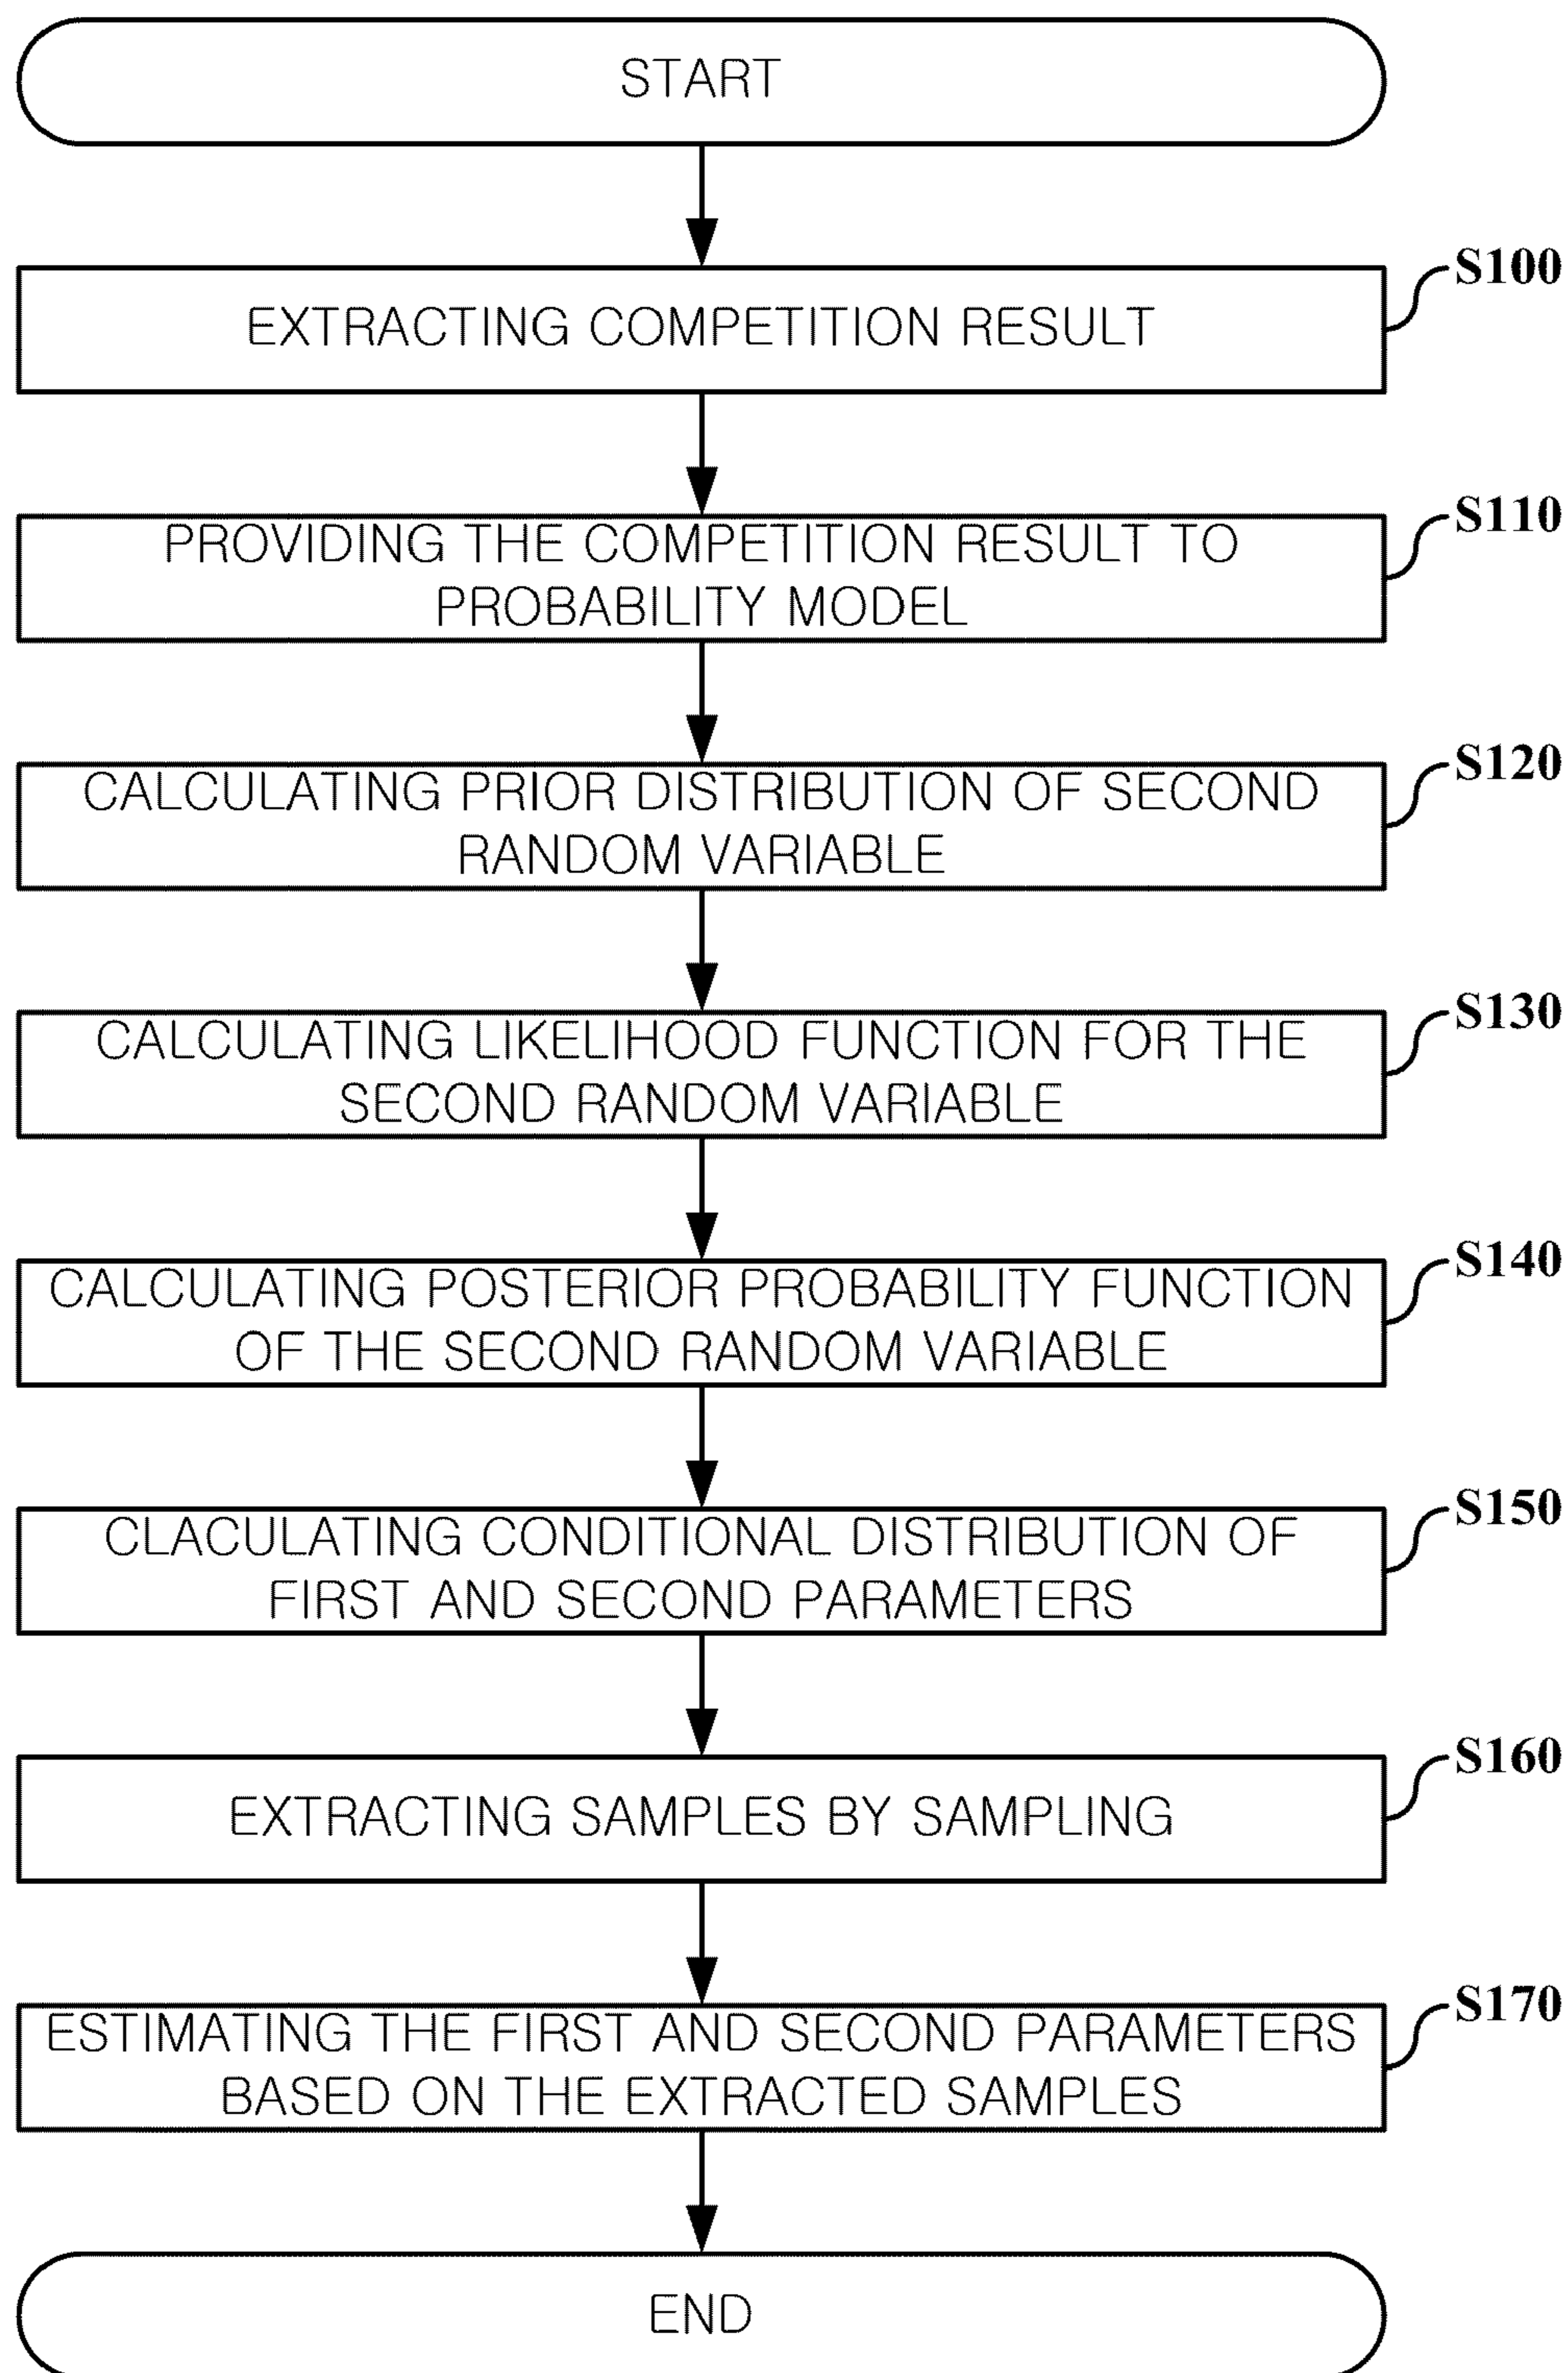 START
S100
EXTRACTING COMPETITION RESULT
S110
PROVIDING THE COMPETITION RESULT TO
PROBABILITY MODEL
S120
CALCULATING PRIOR DISTRIBUTION OF SECOND
RANDOM VARIABLE
S130
CALCULATING LIKELIHOOD FUNCTION FOR THE
SECOND RANDOM VARIABLE
S140
CALCULATING POSTERIOR PROBABILITY FUNCTION
OF THE SECOND RANDOM VARIABLE
S150
CLACULATING CONDITIONAL DISTRIBUTION OF
FIRST AND SECOND PARAMETERS
S160
EXTRACTING SAMPLES BY SAMPLING
S170
ESTIMATING THE FIRST AND SECOND PARAMETERS
BASED ON THE EXTRACTED SAMPLES
END